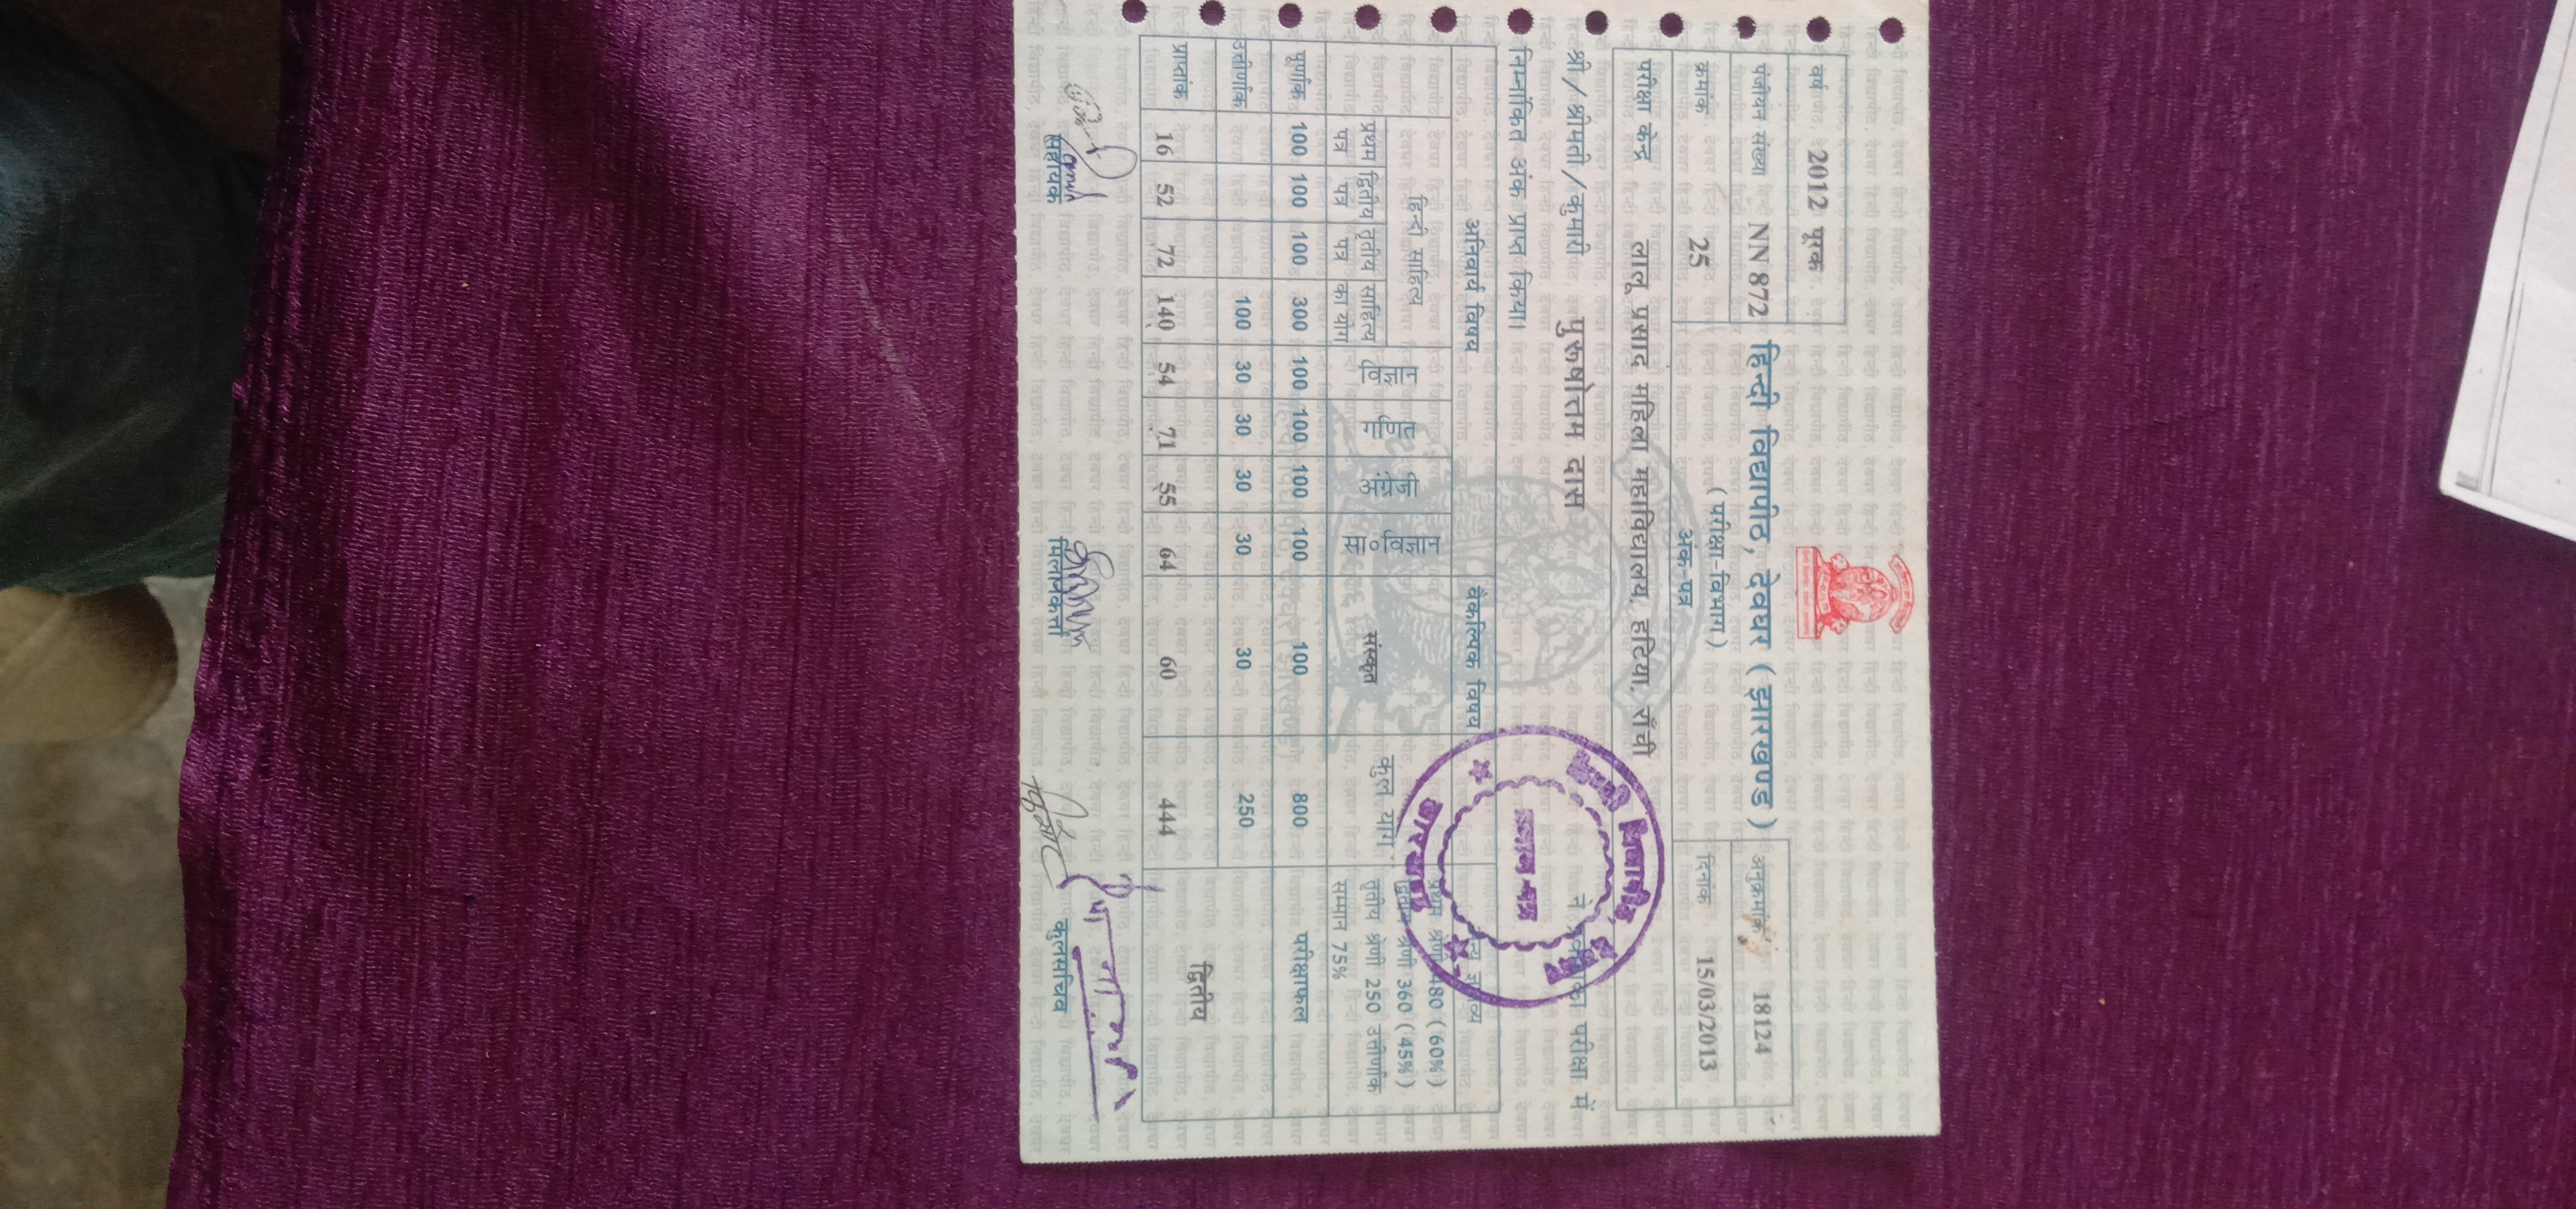 वर्ष 2012 पूरक
पंजीयन संख्या NN 872
क्रमांक 25
हिन्दी विद्यापीठ, देवघर ( झारखण्ड )
( परीक्षा-विभाग )
अंक-पत्र
अनुक्रमांक 18124
दिनांक 15/03/2013
परीक्षा केन्द्र लालू प्रसाद महिला महाविद्यालय, हटिया, राँची
श्री / श्रीमती / कुमारी पुरुषोत्तम दास ने परीक्षा में
निम्नांकित अंक प्राप्त किया।
अनिवार्य विषय वैकल्पिक विषय
हिन्दी साहित्य विज्ञान गणित अंग्रेजी सा०विज्ञान संस्कृत कुल योग
प्रथम पत्र द्वितीय पत्र तृतीय पत्र साहित्य का योग
प्रथम श्रेणी 480 ( 60% )
द्वितीय श्रेणी 360 ( 45% )
तृतीय श्रेणी 250 उत्तीर्णांक
सम्मान 75%
पूर्णांक 100 100 100 300 100 100 100 100 100 800 परीक्षाफल
उत्तीर्णांक 100 30 30 30 30 30 250
प्राप्तांक 16 52 72 140 54 71 55 64 60 444 द्वितीय
सहायक मिलानकर्त्ता कुलसचिव